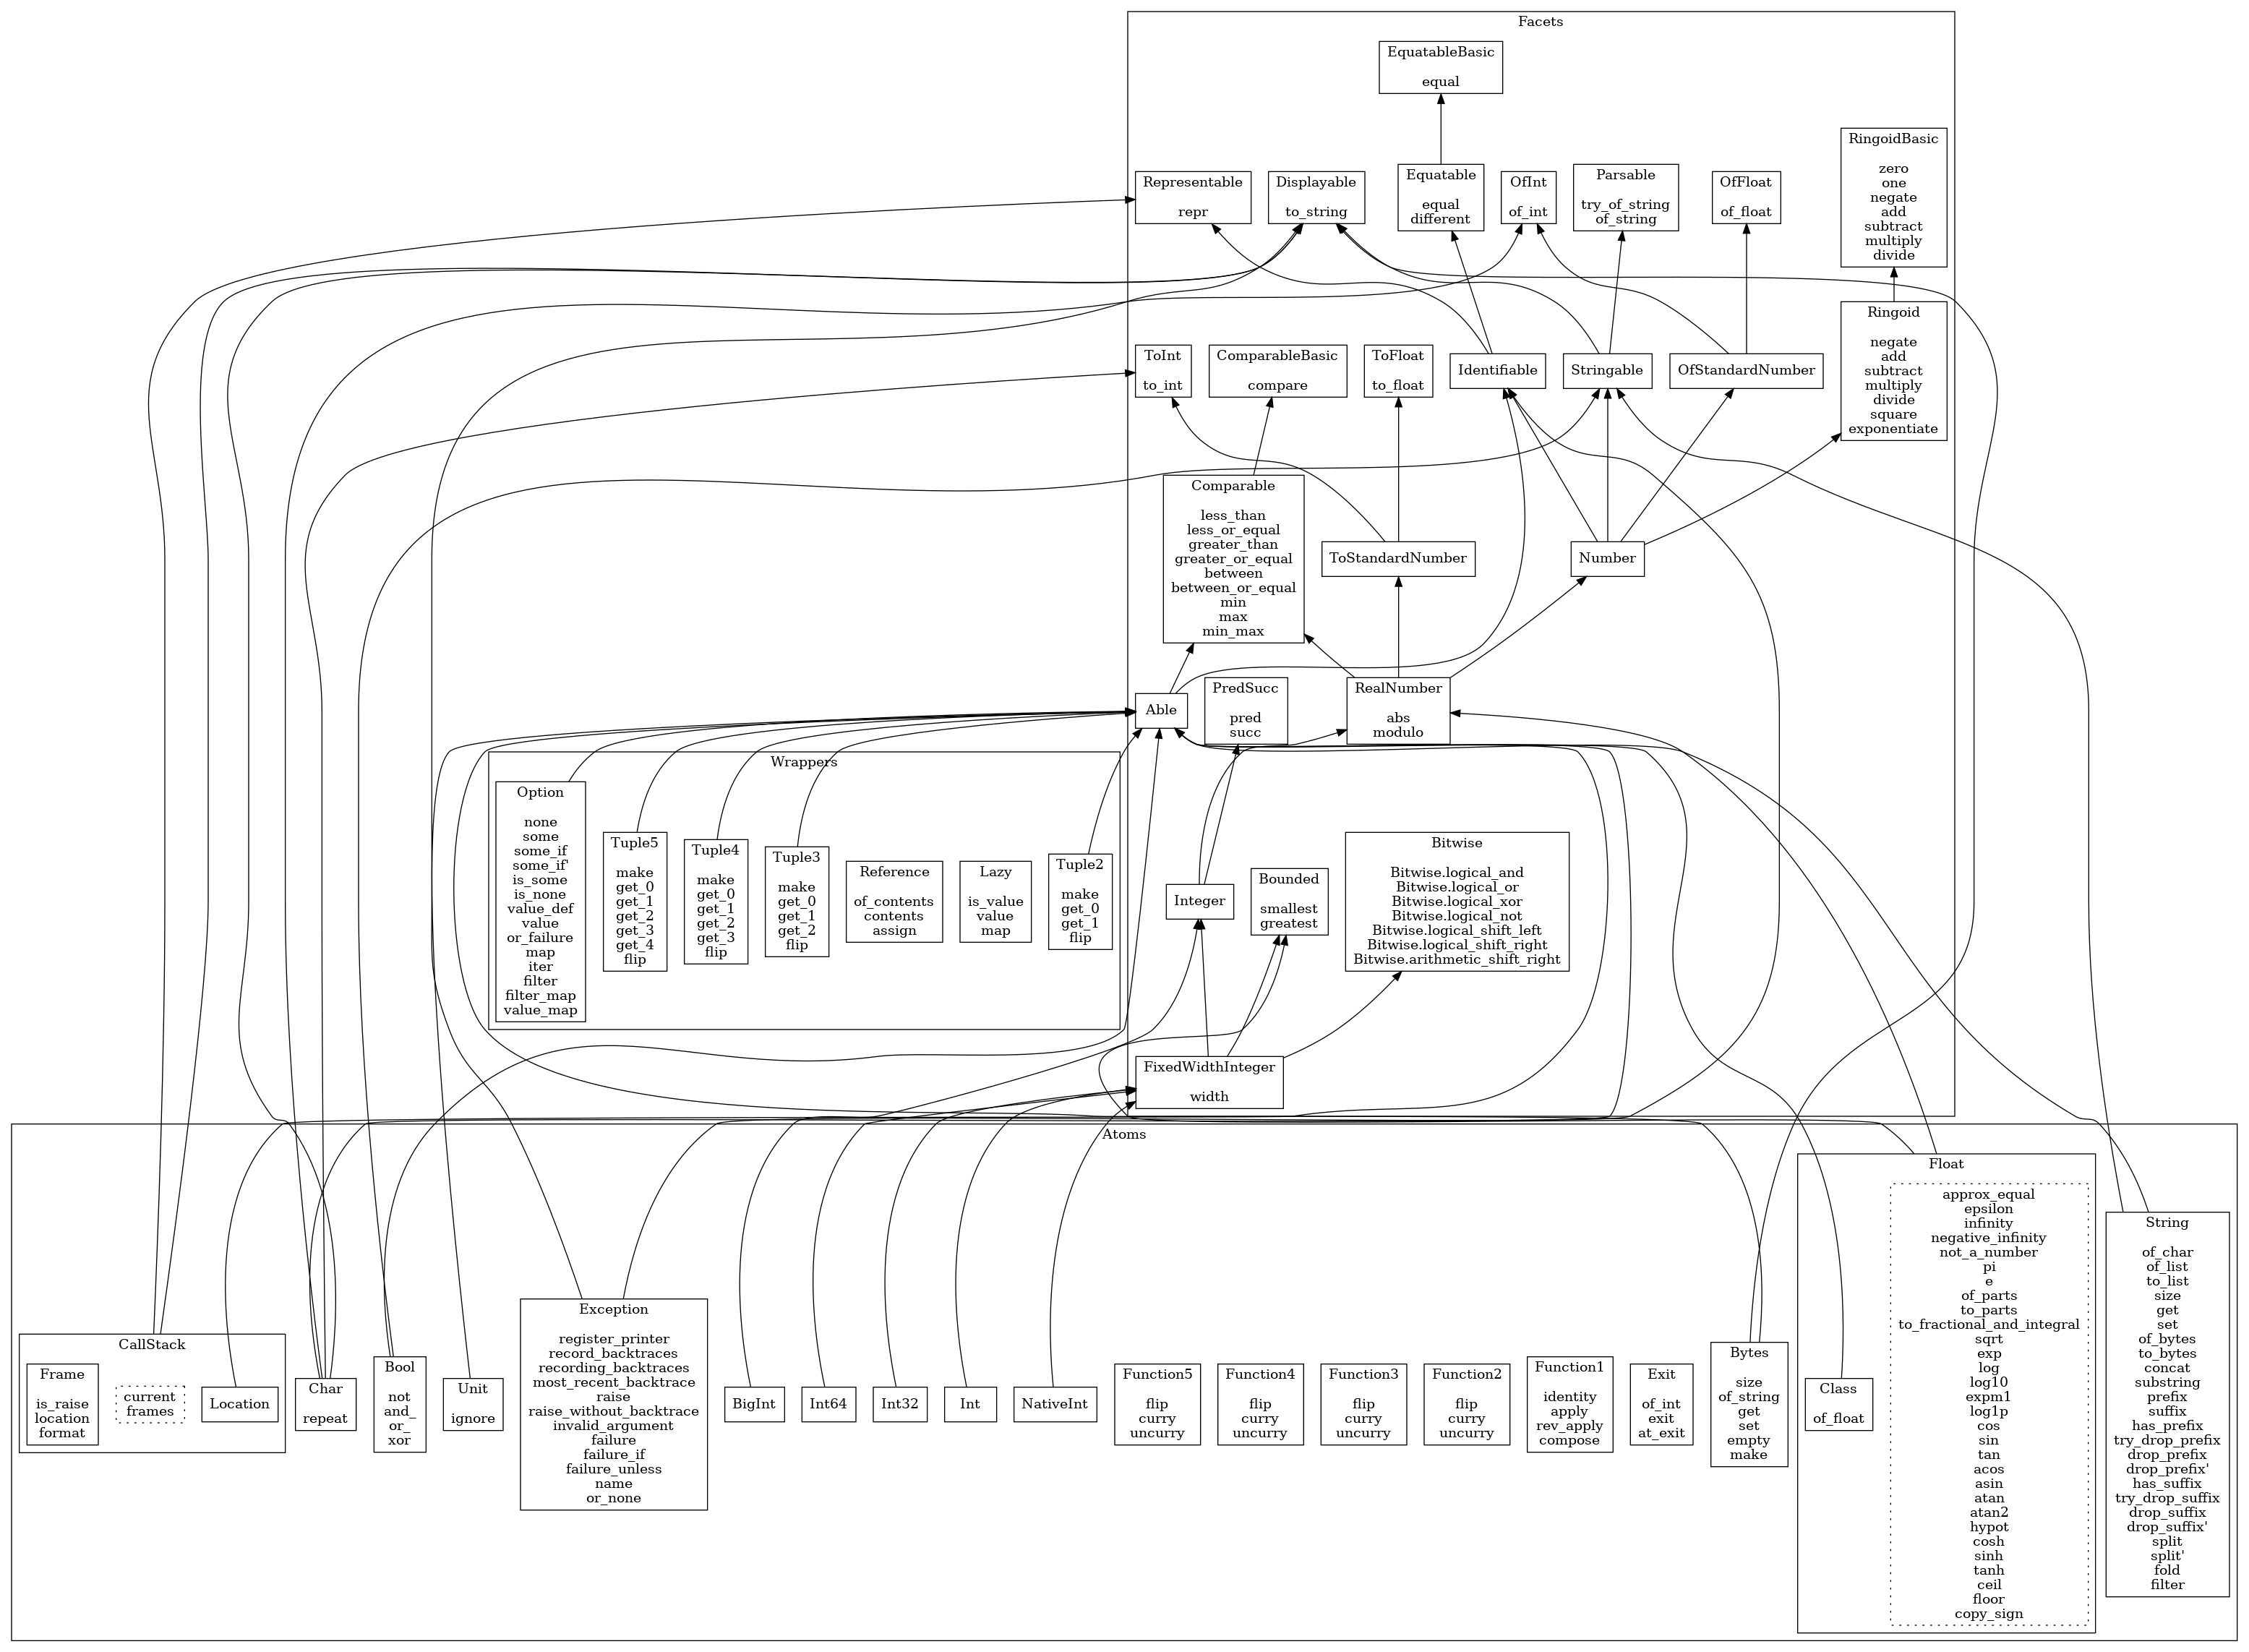 Facets
EquatableBasic
equal
RingoidBasic
zero
one
negate
add
subtract
multiply
divide
Representable
repr
Displayable
to_string
Equatable
equal
different
OfInt
of_int
Parsable
try_of_string
of_string
OfFloat
of_float
Ringoid
negate
add
subtract
multiply
divide
square
exponentiate
ToInt
to_int
ComparableBasic
compare
ToFloat
to_float
Identifiable
Stringable
OfStandardNumber
Comparable
less_than
less_or_equal
greater_than
greater_or_equal
between
between_or_equal
min
max
min_max
ToStandardNumber
Number
Able
PredSucc
pred
succ
RealNumber
abs
modulo
Wrappers
Option
none
some
some_if
some_if'
is_some
is_none
value_def
value
or_failure
map
iter
filter
filter_map
value_map
Tuple5
make
get_0
get_1
get_2
get_3
get_4
flip
Tuple4
make
get_0
get_1
get_2
get_3
flip
Tuple3
make
get_0
get_1
get_2
flip
Reference
of_contents
contents
assign
Lazy
is_value
value
map
Tuple2
make
get_0
get_1
flip
Integer
Bounded
smallest
greatest
Bitwise
Bitwise.logical_and
Bitwise.logical_or
Bitwise.logical_xor
Bitwise.logical_not
Bitwise.logical_shift_left
Bitwise.logical_shift_right
Bitwise.arithmetic_shift_right
FixedWidthInteger
width
Atoms
CallStack
Frame
is_raise
location
format
current
frames
Location
Char
repeat
Bool
not
and_
or_
xor
Unit
ignore
Exception
register_printer
record_backtraces
recording_backtraces
most_recent_backtrace
raise
raise_without_backtrace
invalid_argument
failure
failure_if
failure_unless
name
or_none
BigInt
Int64
Int32
Int
NativeInt
Function5
flip
curry
uncurry
Function4
flip
curry
uncurry
Function3
flip
curry
uncurry
Function2
flip
curry
uncurry
Function1
identity
apply
rev_apply
compose
Exit
of_int
exit
at_exit
Bytes
size
of_string
get
set
empty
make
Float
Class
of_float
approx_equal
epsilon
infinity
negative_infinity
not_a_number
pi
e
of_parts
to_parts
to_fractional_and_integral
sqrt
exp
log
log10
expm1
log1p
cos
sin
tan
acos
asin
atan
atan2
hypot
cosh
sinh
tanh
ceil
floor
copy_sign
String
of_char
of_list
to_list
size
get
set
of_bytes
to_bytes
concat
substring
prefix
suffix
has_prefix
try_drop_prefix
drop_prefix
drop_prefix'
has_suffix
try_drop_suffix
drop_suffix
drop_suffix'
split
split'
fold
filter